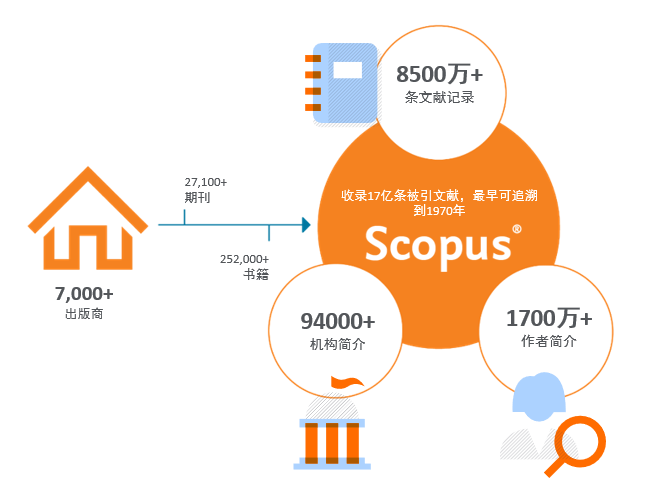 8500万+
条文献记录
收录17亿条被引文献，最早可追溯
到1970年
Scopus®
27,100+
期刊
252,000+
书籍
7,000+
出版商
94000+
机构简介
1700万+
作者简介